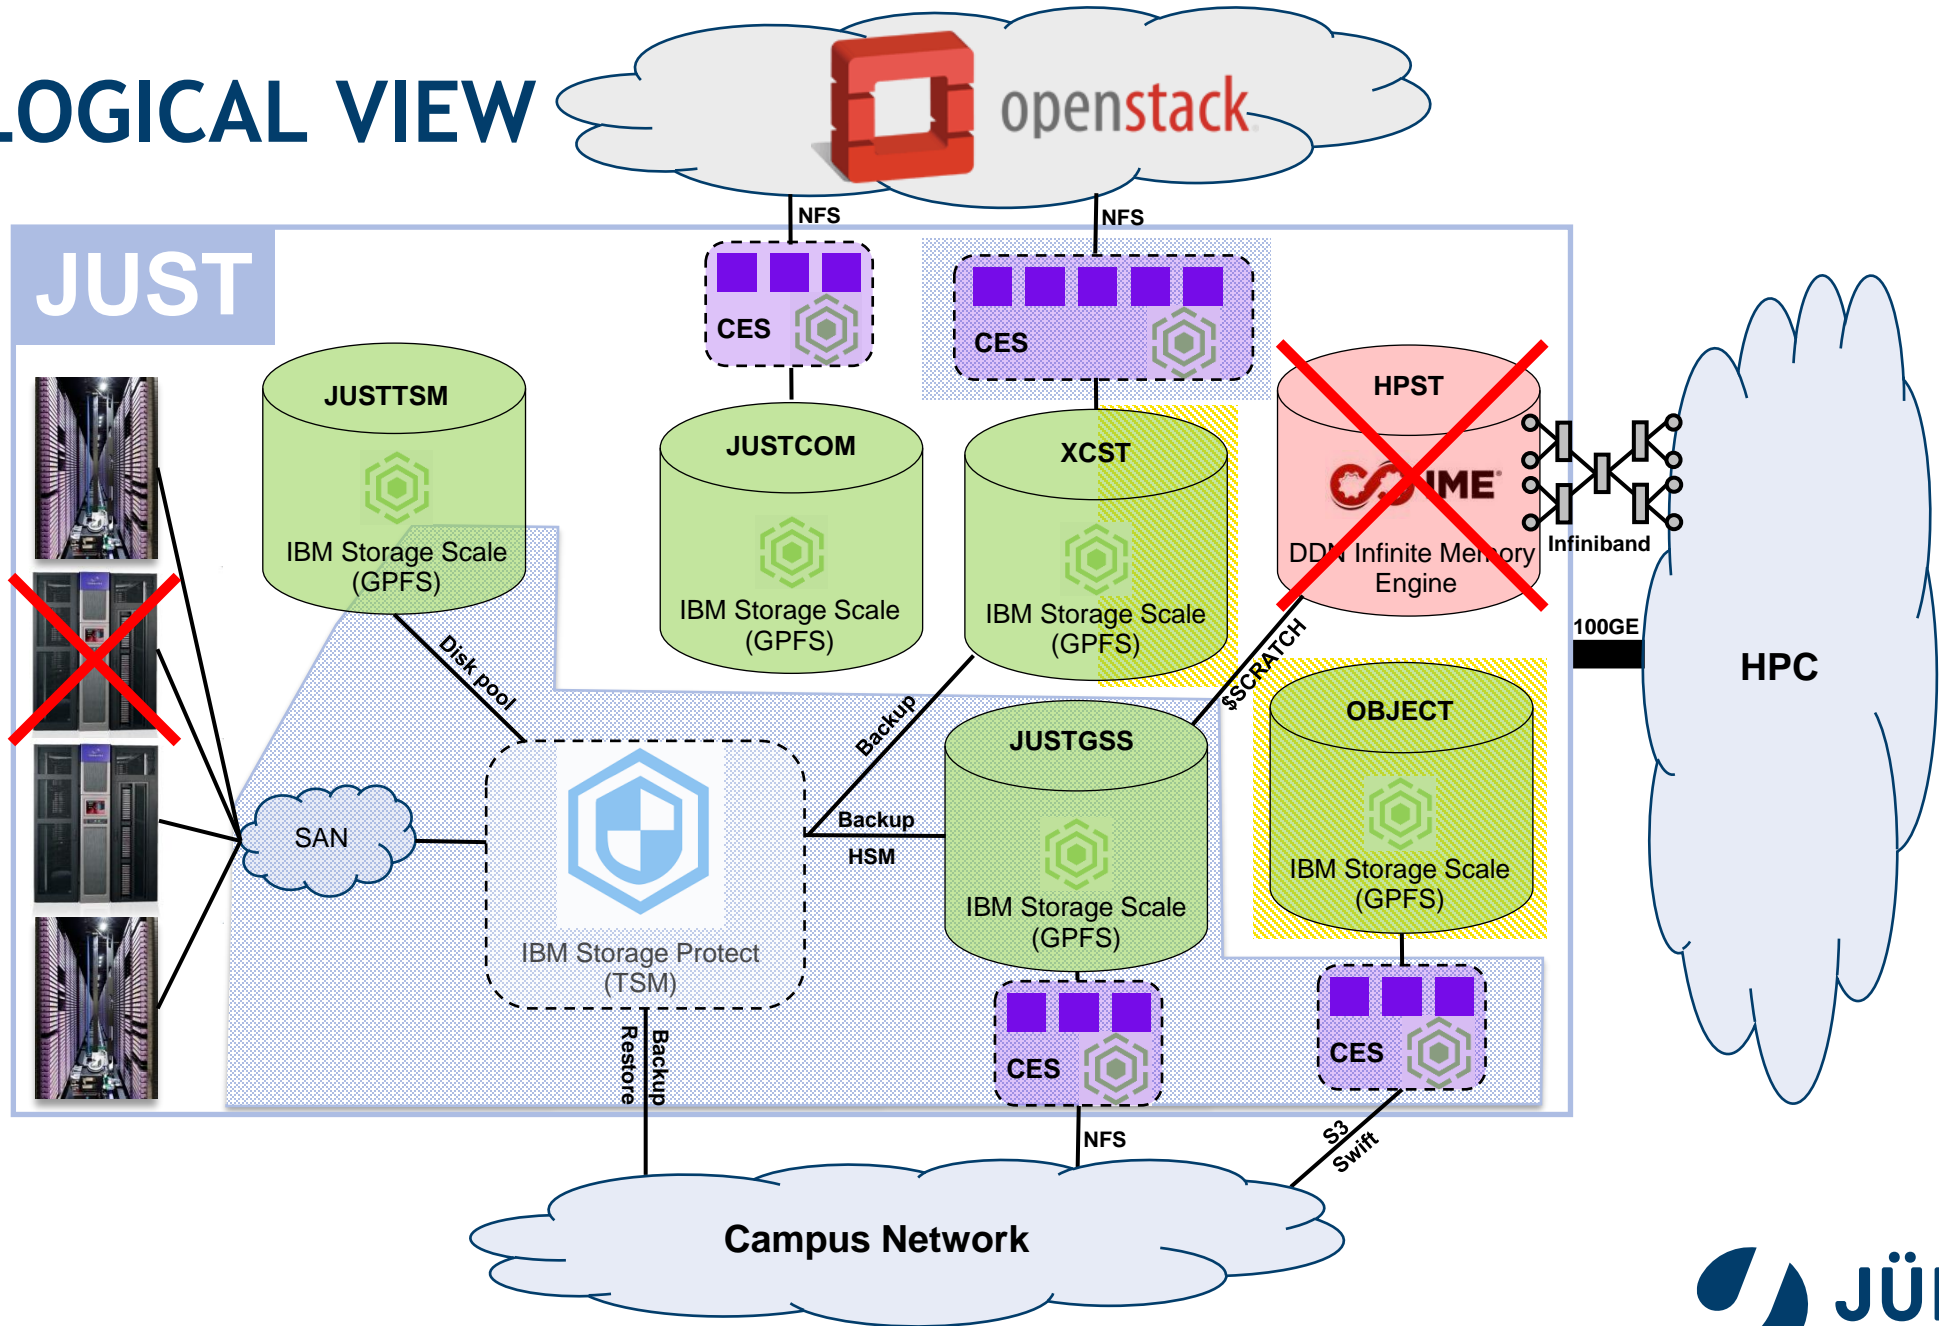 LOGICAL VIEW
openstack
NFS
NFS
JUST
CES
CES
JUSTTSM
IBM Storage Scale
(GPFS)
JUSTCOM
IBM Storage Scale
(GPFS)
XCST
IBM Storage Scale
(GPFS)
HPST
IME
DDN Infinite Memory
Engine
Infiniband
100GE
HPC
Disk pool
Backup
$SCRATCH
SAN
IBM Storage Protect
(TSM)
Backup
HSM
JUSTGSS
IBM Storage Scale
(GPFS)
OBJECT
IBM Storage Scale
(GPFS)
CES
CES
Backup
Restore
NFS
S3
Swift
Campus Network